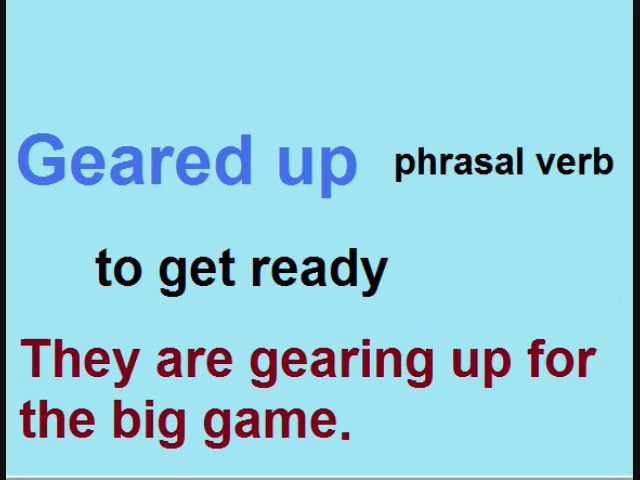 Geared up phrasal verb
to get ready
They are gearing up for
the big game.